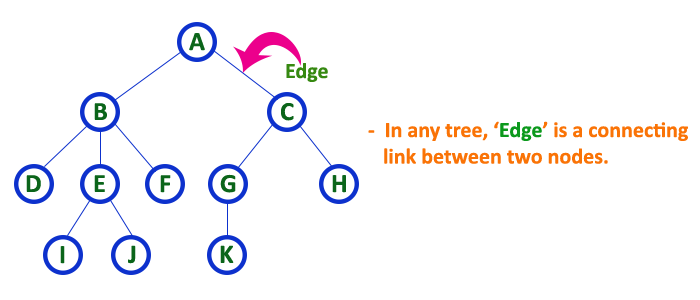 A
Edge
B
C
- In any tree, ‘Edge’ is a connecting
link between two nodes.
D
E
F
G
H
I
J
K